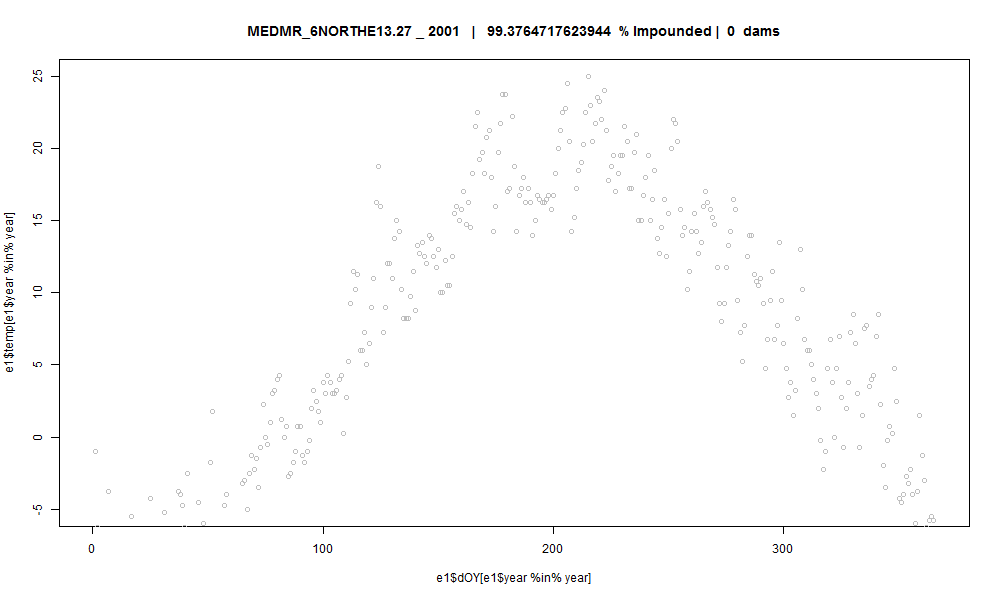 MEDMR_6NORTHE13.27 _ 2001 | 99.3764717623944 % Impounded | 0 dams
e1$temp[e1$year %in% year]
25
20
15
10
5
0
-5
0 100 200 300
e1$dOY[e1$year %in% year]